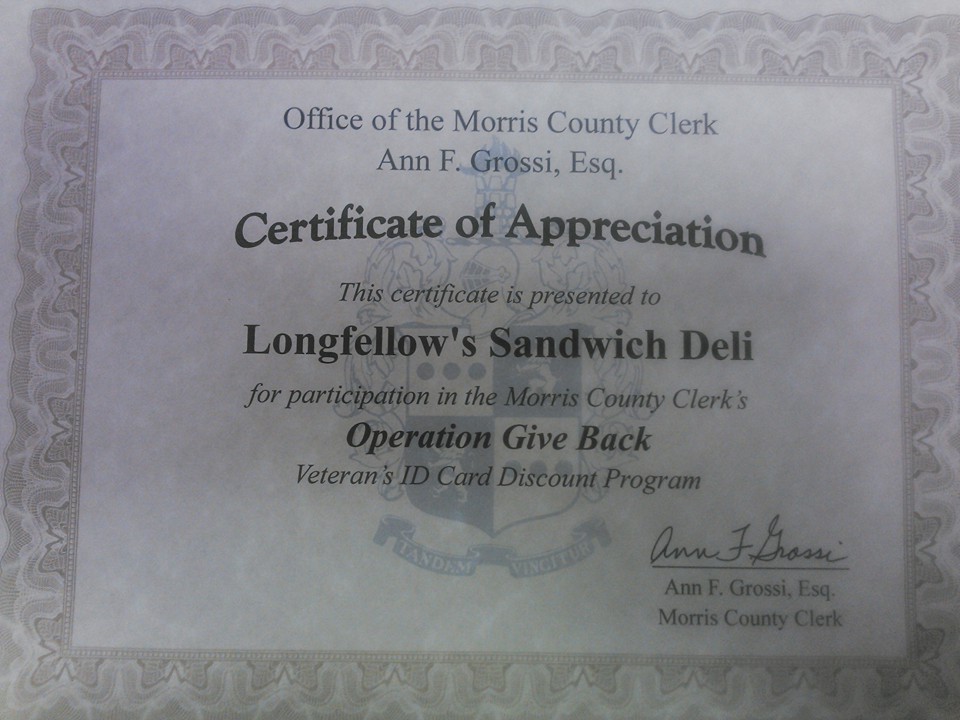 Office of the Morris County Clerk
Ann F. Grossi, Esq.
Certificate of Appreciation
This certificate is presented to
Longfellow's Sandwich Deli
for participation in the Morris County Clerk's
Operation Give Back
Veteran's ID Card Discount Program
TANDEM VINCITUR
Ann F. Grossi
Ann F. Grossi, Esq.
Morris County Clerk